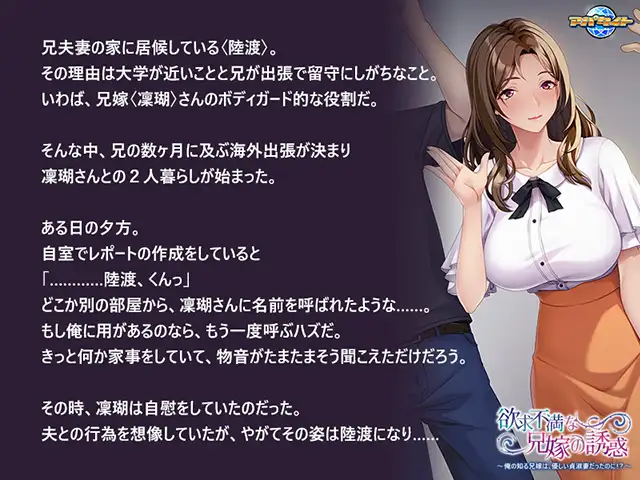 アパダシャイト
兄夫妻の家に居候している〈陸渡〉。
その理由は大学が近いことと兄が出張で留守にしがちなこと。
いわば、兄嫁〈凜瑚〉さんのボディガード的な役割だ。
そんな中、兄の数ヶ月に及ぶ海外出張が決まり
凜瑚さんとの２人暮らしが始まった。
ある日の夕方。
自室でレポートの作成をしていると
「…………陸渡、くんっ」
どこか別の部屋から、凜瑚さんに名前を呼ばれたような……。
もし俺に用があるのなら、もう一度呼ぶハズだ。
きっと何か家事をしていて、物音がたまたまそう聞こえただけだろう。
その時、凜瑚は自慰をしていたのだった。
夫との行為を想像していたが、やがてその姿は陸渡になり……
欲求不満な
兄嫁の誘惑
～俺の知る兄嫁は、優しい貞淑妻だったのに!?～